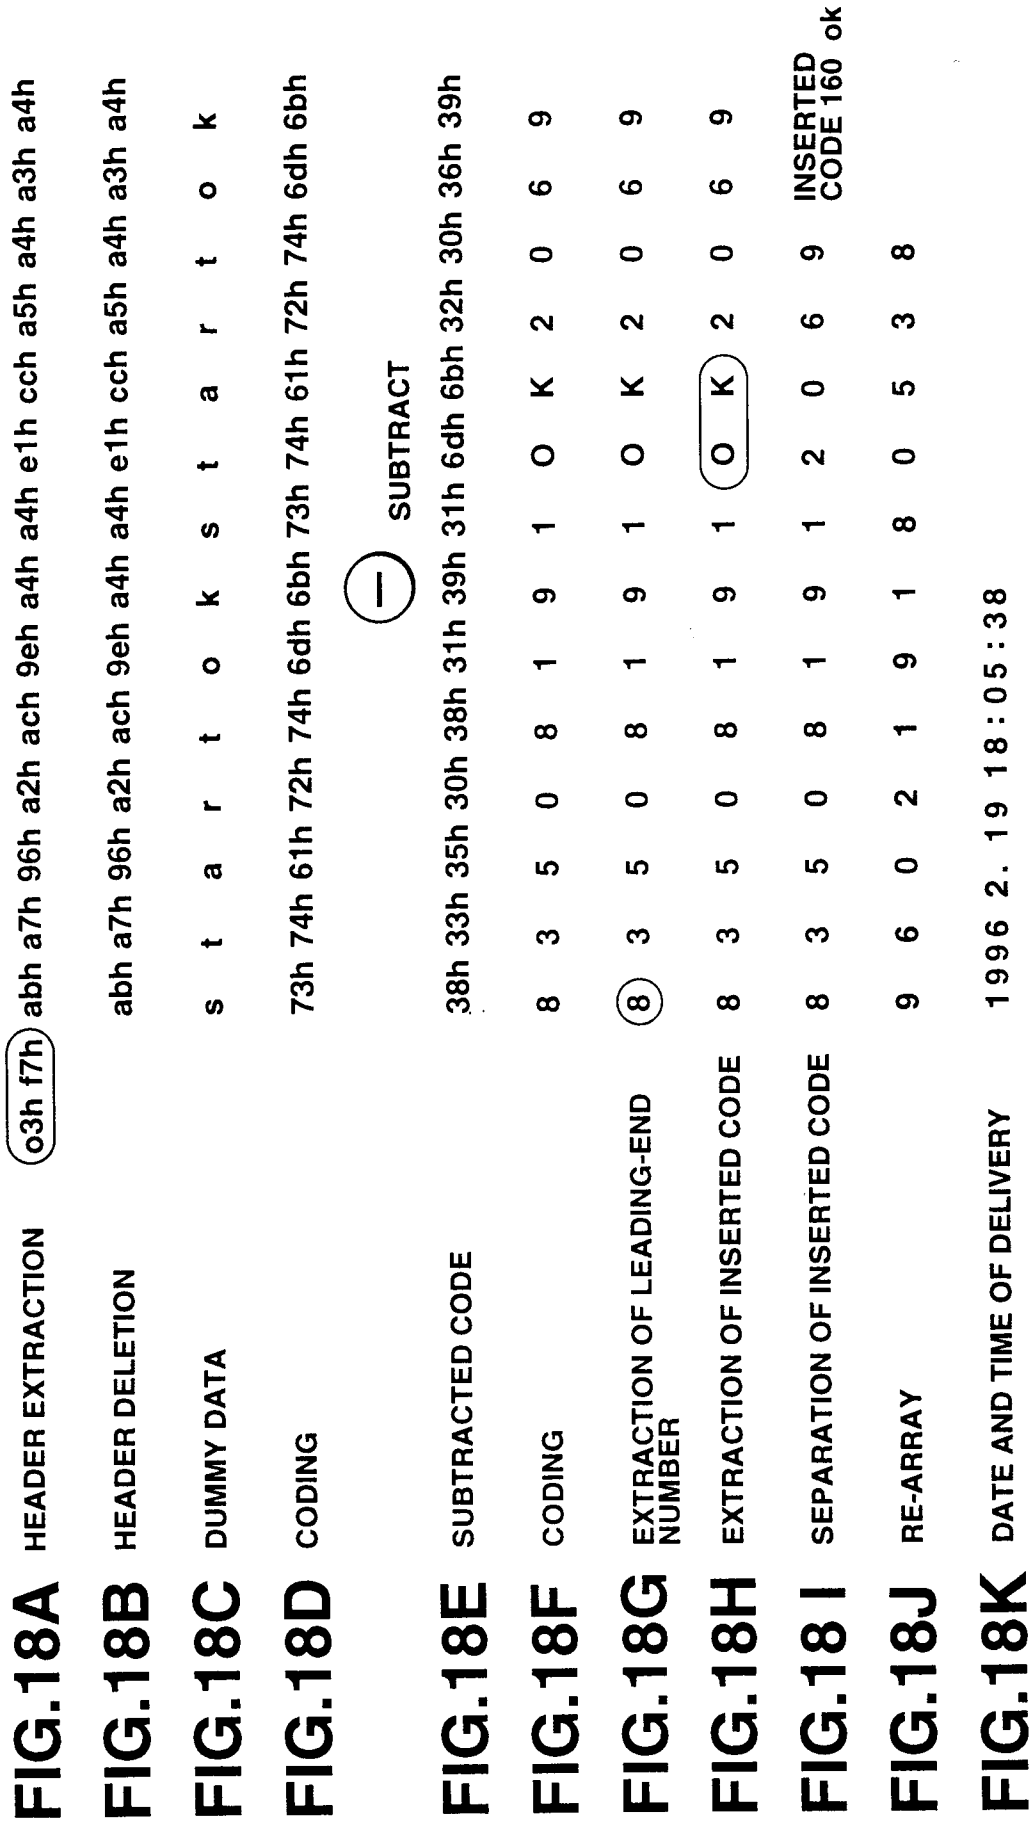 FIG.18A HEADER EXTRACTION o3h f7h abh a7h 96h a2h ach 9eh a4h a4h e1h cch a5h a4h a3h a4h
FIG.18B HEADER DELETION abh a7h 96h a2h ach 9eh a4h a4h e1h cch a5h a4h a3h a4h
FIG.18C DUMMY DATA s t a r t o k s t a r t o k
FIG.18D CODING 73h 74h 61h 72h 74h 6dh 6bh 73h 74h 61h 72h 74h 6dh 6bh
— SUBTRACT
FIG.18E SUBTRACTED CODE 38h 33h 35h 30h 38h 31h 39h 31h 6dh 6bh 32h 30h 36h 39h
FIG.18F CODING 8 3 5 0 8 1 9 1 O K 2 0 6 9
FIG.18G EXTRACTION OF LEADING-END 8 3 5 0 8 1 9 1 O K 2 0 6 9
NUMBER
FIG.18H EXTRACTION OF INSERTED CODE 8 3 5 0 8 1 9 1 O K 2 0 6 9
FIG.18 I SEPARATION OF INSERTED CODE 8 3 5 0 8 1 9 1 2 0 6 9 INSERTED
CODE 160 ok
FIG.18J RE-ARRAY 9 6 0 2 1 9 1 8 0 5 3 8
FIG.18K DATE AND TIME OF DELIVERY 1996 2. 19 18:05:38